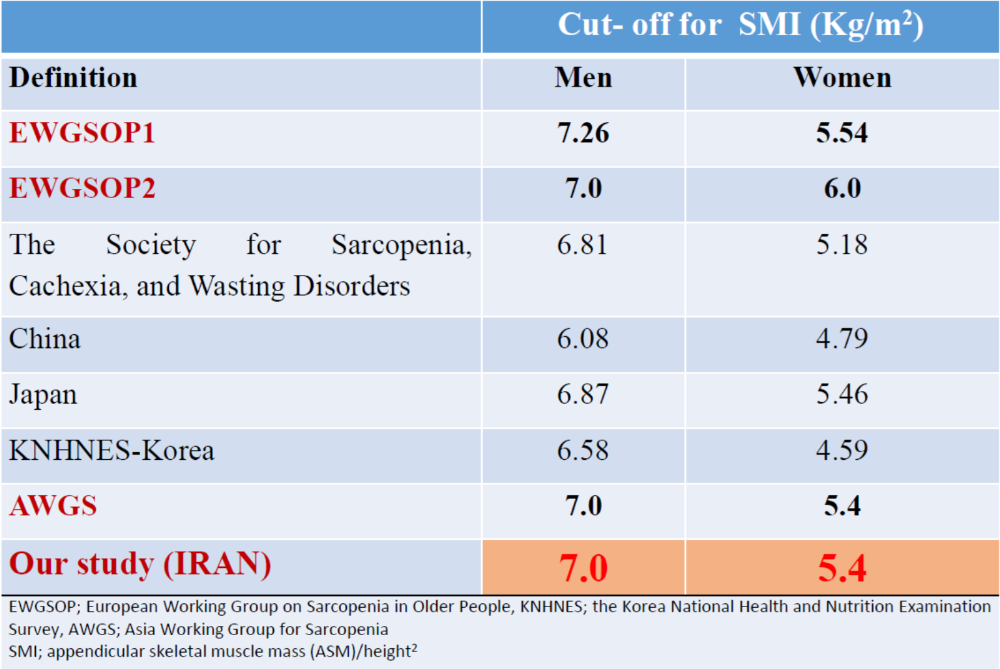 Cut- off for SMI (Kg/m²)
Definition Men Women
EWGSOP1 7.26 5.54
EWGSOP2 7.0 6.0
The Society for Sarcopenia, 6.81 5.18
Cachexia, and Wasting Disorders
China 6.08 4.79
Japan 6.87 5.46
KNHNES-Korea 6.58 4.59
AWGS 7.0 5.4
Our study (IRAN) 7.0 5.4
EWGSOP; European Working Group on Sarcopenia in Older People, KNHNES; the Korea National Health and Nutrition Examination
Survey, AWGS; Asia Working Group for Sarcopenia
SMI; appendicular skeletal muscle mass (ASM)/height²